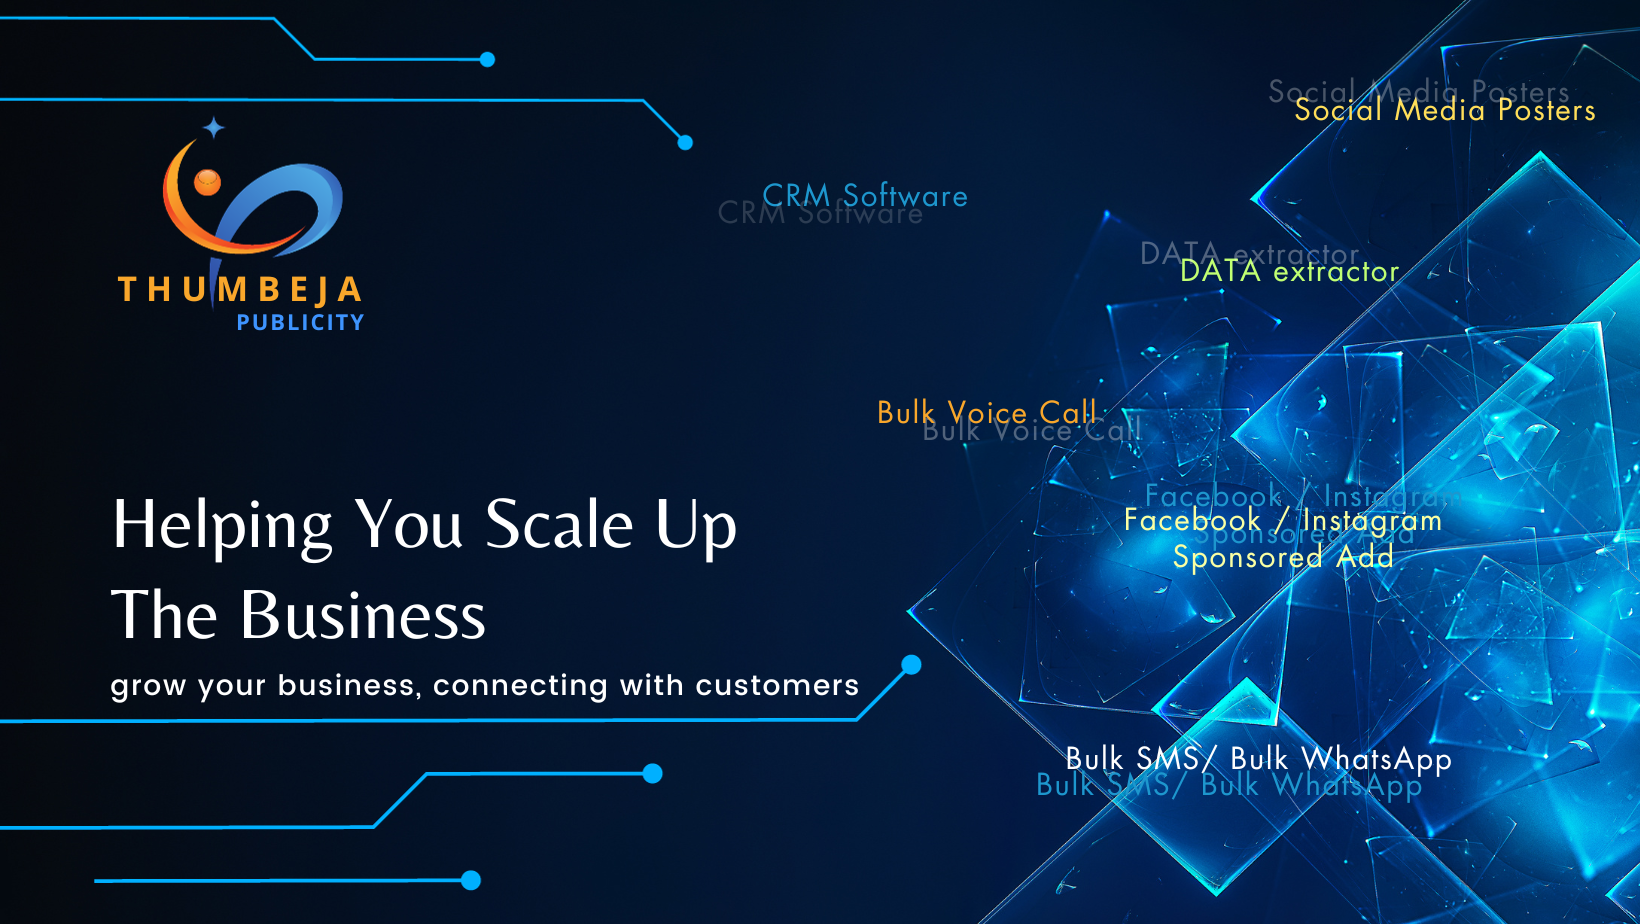 Social Media Posters
Social Media Posters
CRM Software
CRM Software
DATA extractor
DATA extractor
THUMBEJA
PUBLICITY
Bulk Voice Call
Bulk Voice Call
Facebook / Instagram
Sponsored Add
Facebook / Instagram
Sponsored Add
Helping You Scale Up
The Business
grow your business, connecting with customers
Bulk SMS/ Bulk WhatsApp
Bulk SMS/ Bulk WhatsApp